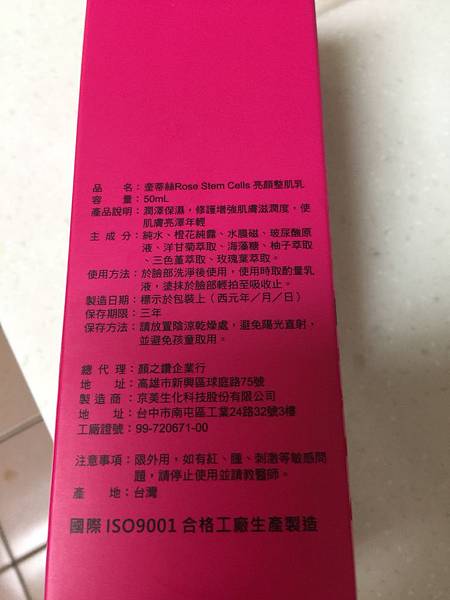 品　　名：奎蒂絲Rose Stem Cells 亮顏整肌乳
容　　量：50mL
產品說明：潤澤保濕，修護增強肌膚滋潤度，使
肌膚亮澤年輕
主 成 分：純水、橙花純露、水腦磁、玻尿酸原
液、洋甘菊萃取、海藻糖、柚子萃取
、三色堇萃取、玫瑰葉萃取.
使用方法：於臉部洗淨後使用，使用時取酌量乳
液，塗抹於臉部輕拍至吸收止。
製造日期：標示於包裝上（西元年／月／日）
保存期限：三年
保存方法：請放置陰涼乾燥處，避免陽光直射，
並避免孩童取用。
總 代 理：顏之鑽企業行
地　　址：高雄市新興區球庭路75號
製 造 商：京美生化科技股份有限公司
地　　址：台中市南屯區工業24路32號3樓
工廠證號：99-720671-00
注意事項：限外用，如有紅、腫、刺激等敏感問
題，請停止使用並請教醫師。
產　　地：台灣
國際 ISO9001 合格工廠生產製造